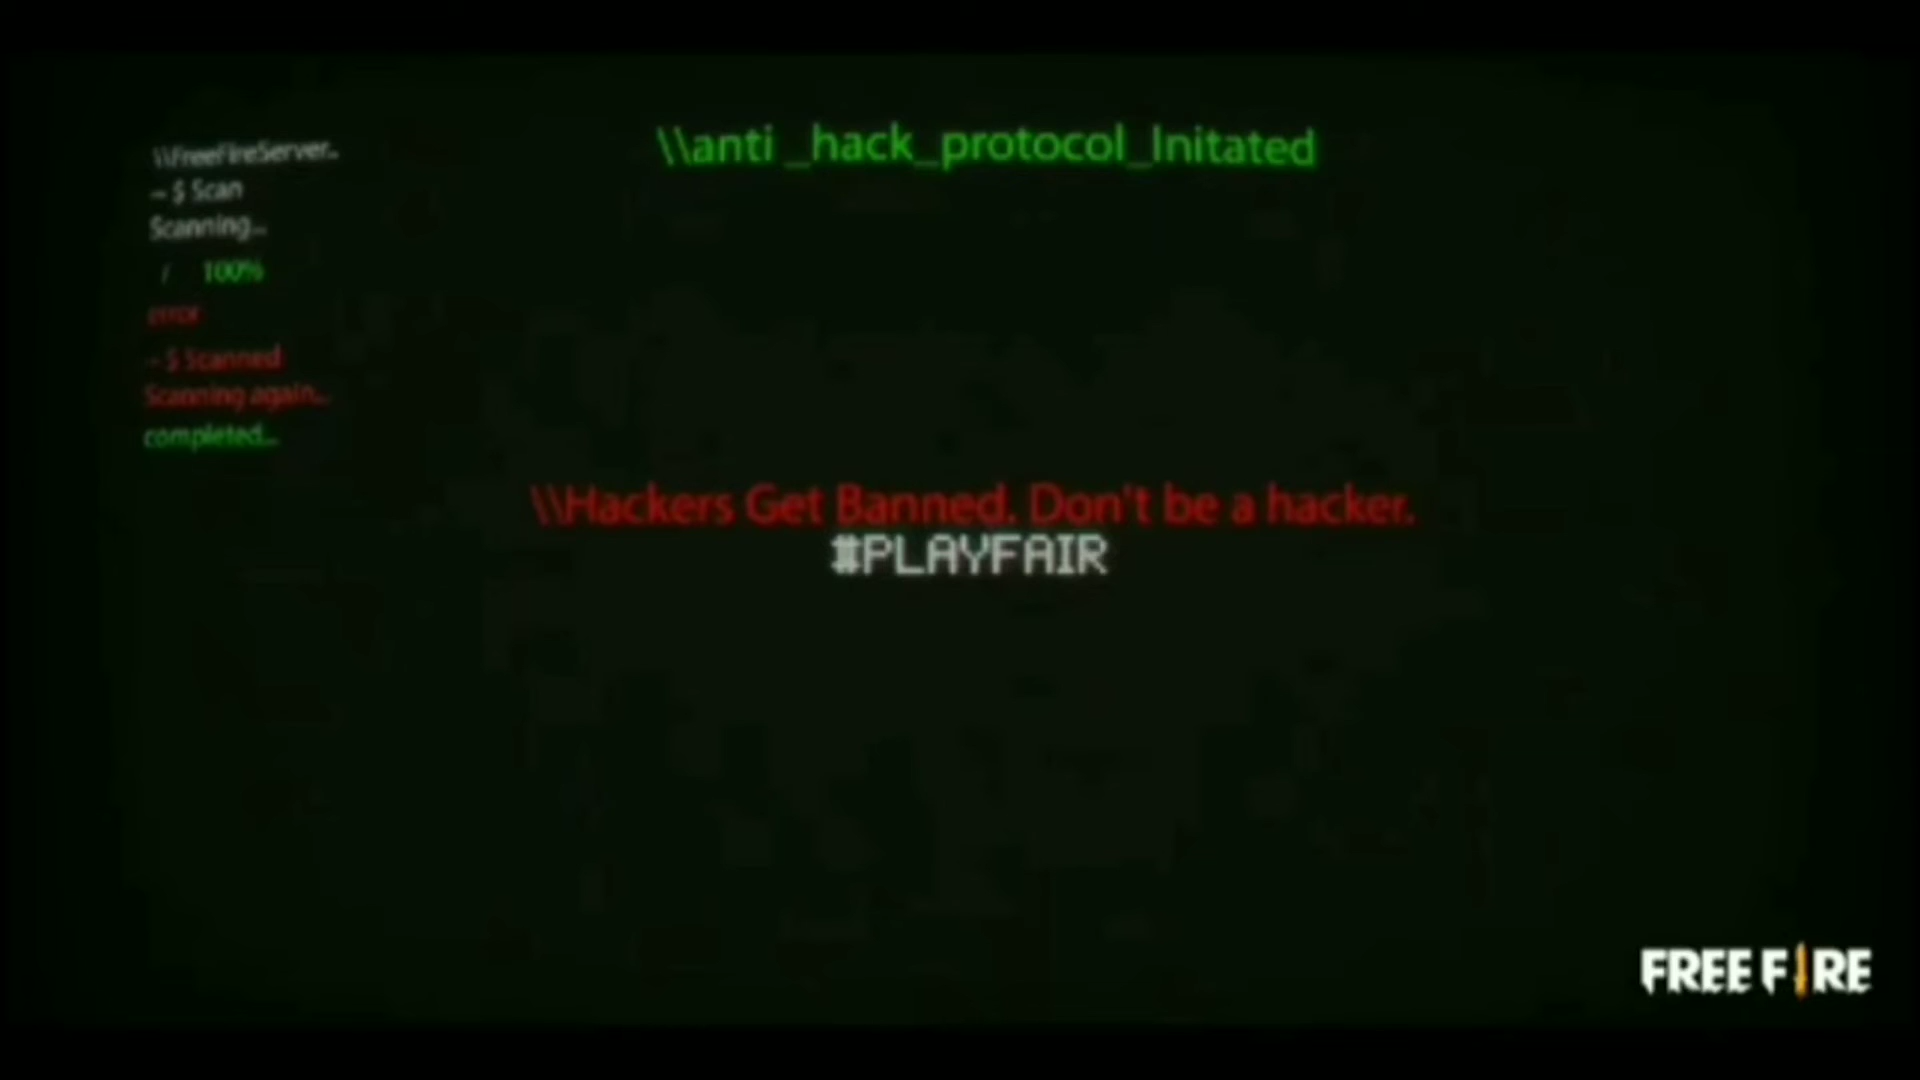 \\anti _hack_protocol_Initated
\\FreeFireServer..
~ $ Scan
Scanning...
/ 100%
error
~ $ Scanned
Scanning again...
completed...
\\Hackers Get Banned. Don't be a hacker.
#PLAYFAIR
FREE FIRE